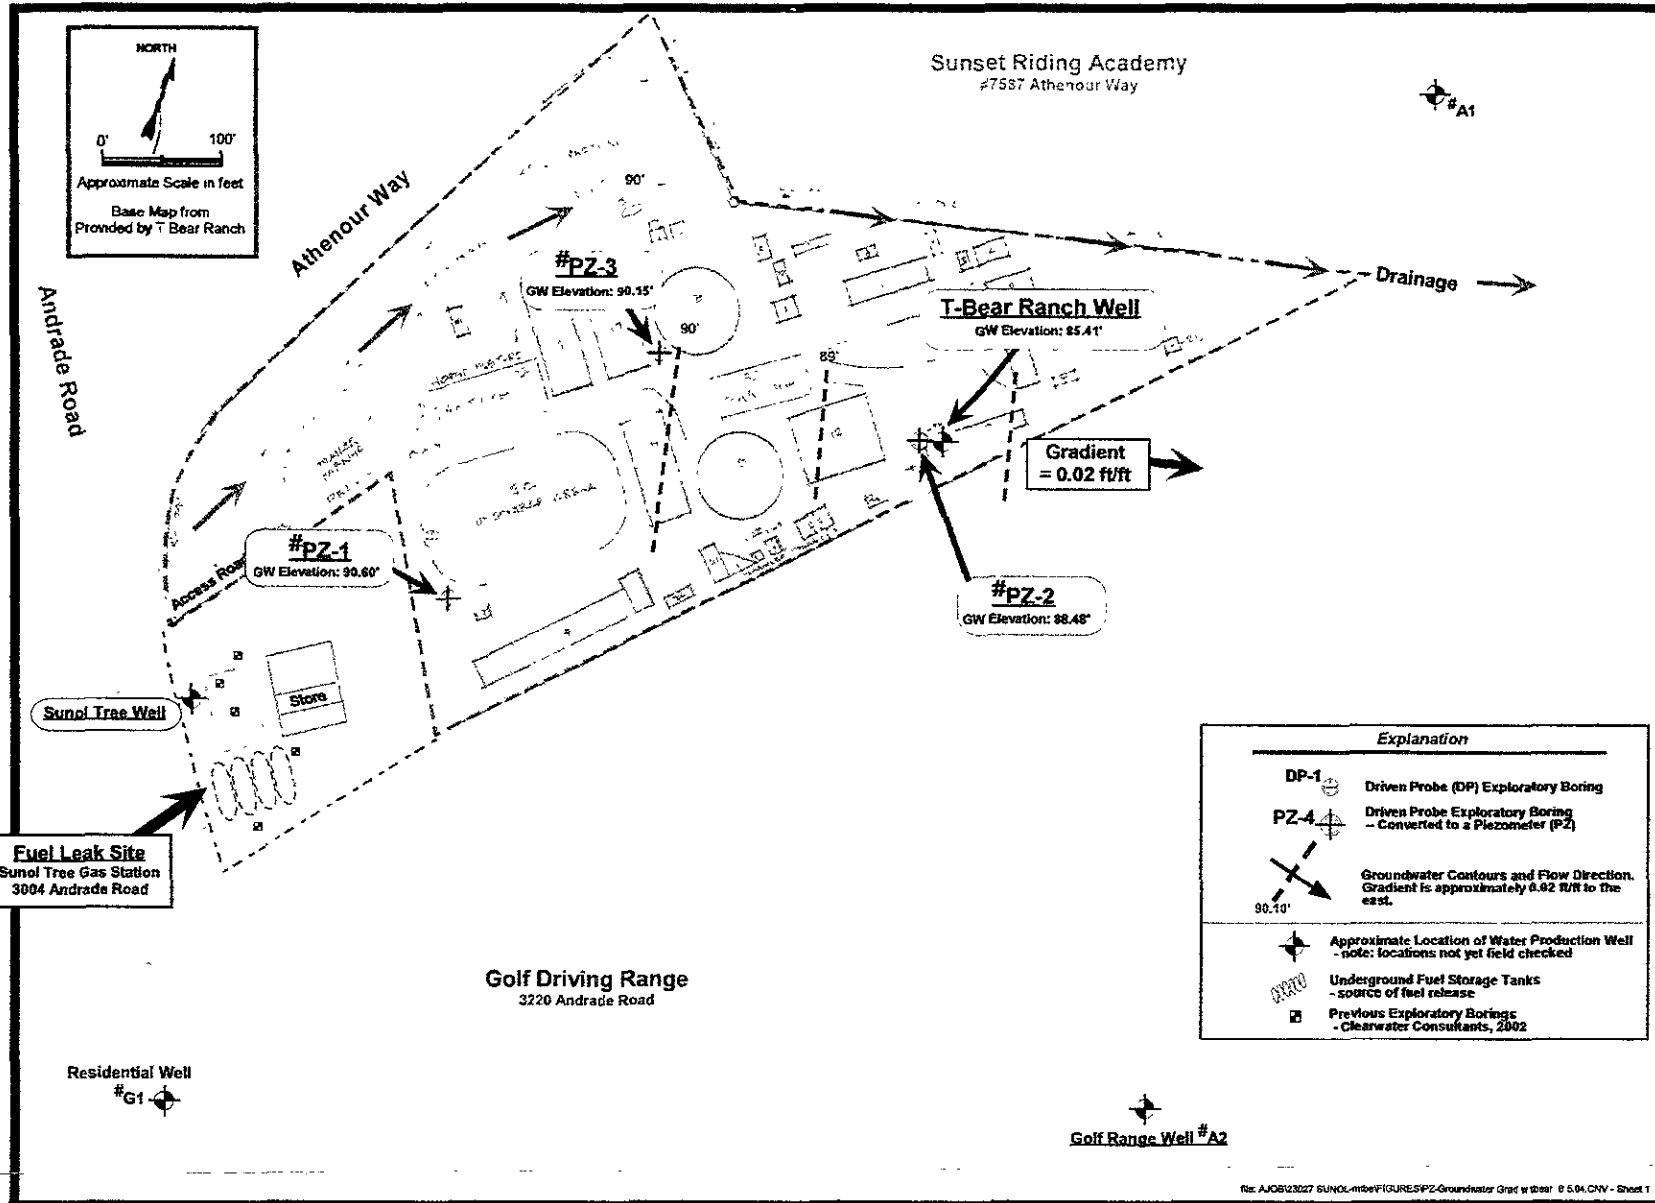 NORTH
0' 100'
Approximate Scale in feet
Base Map from
Provided by T Bear Ranch
Sunset Riding Academy
#7587 Athenour Way
#A1
Athenour Way
Andrade Road
90'
#PZ-3
GW Elevation: 90.15'
90'
T-Bear Ranch Well
GW Elevation: 85.41'
Drainage
89'
HORSE PASTURE
Gradient
= 0.02 ft/ft
#PZ-1
GW Elevation: 90.60'
Access Road
#PZ-2
GW Elevation: 88.48'
Store
Sunol Tree Well
Fuel Leak Site
Sunol Tree Gas Station
3004 Andrade Road
Explanation
DP-1 Driven Probe (DP) Exploratory Boring
PZ-4 Driven Probe Exploratory Boring
- Converted to a Piezometer (PZ)
Groundwater Contours and Flow Direction.
Gradient is approximately 0.02 ft/ft to the
east.
90.10'
Approximate Location of Water Production Well
- note: locations not yet field checked
Underground Fuel Storage Tanks
- source of fuel release
Previous Exploratory Borings
- Clearwater Consultants, 2002
Golf Driving Range
3220 Andrade Road
Residential Well
#G1
Golf Range Well #A2